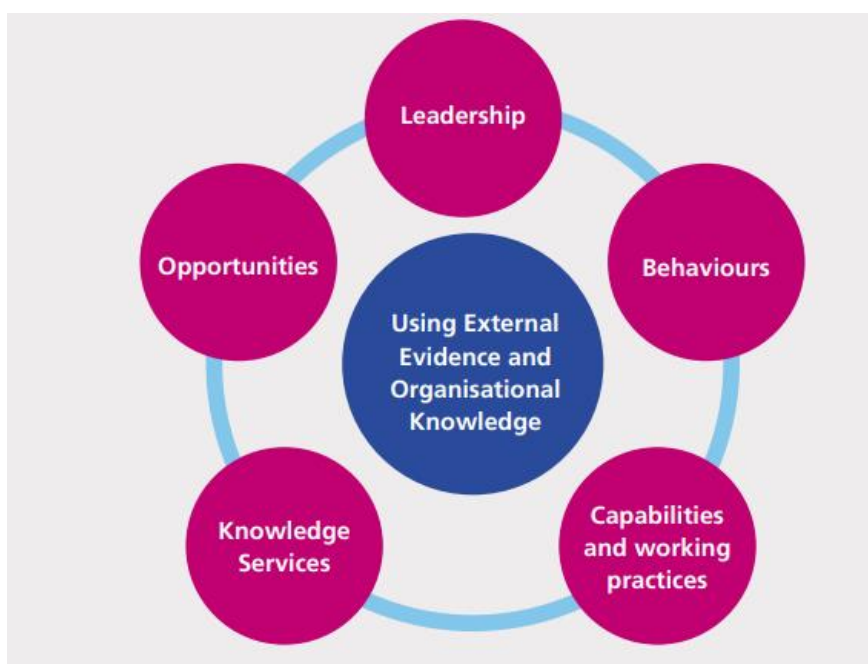 Leadership
Opportunities
Behaviours
Using External
Evidence and
Organisational
Knowledge
Knowledge
Services
Capabilities
and working
practices